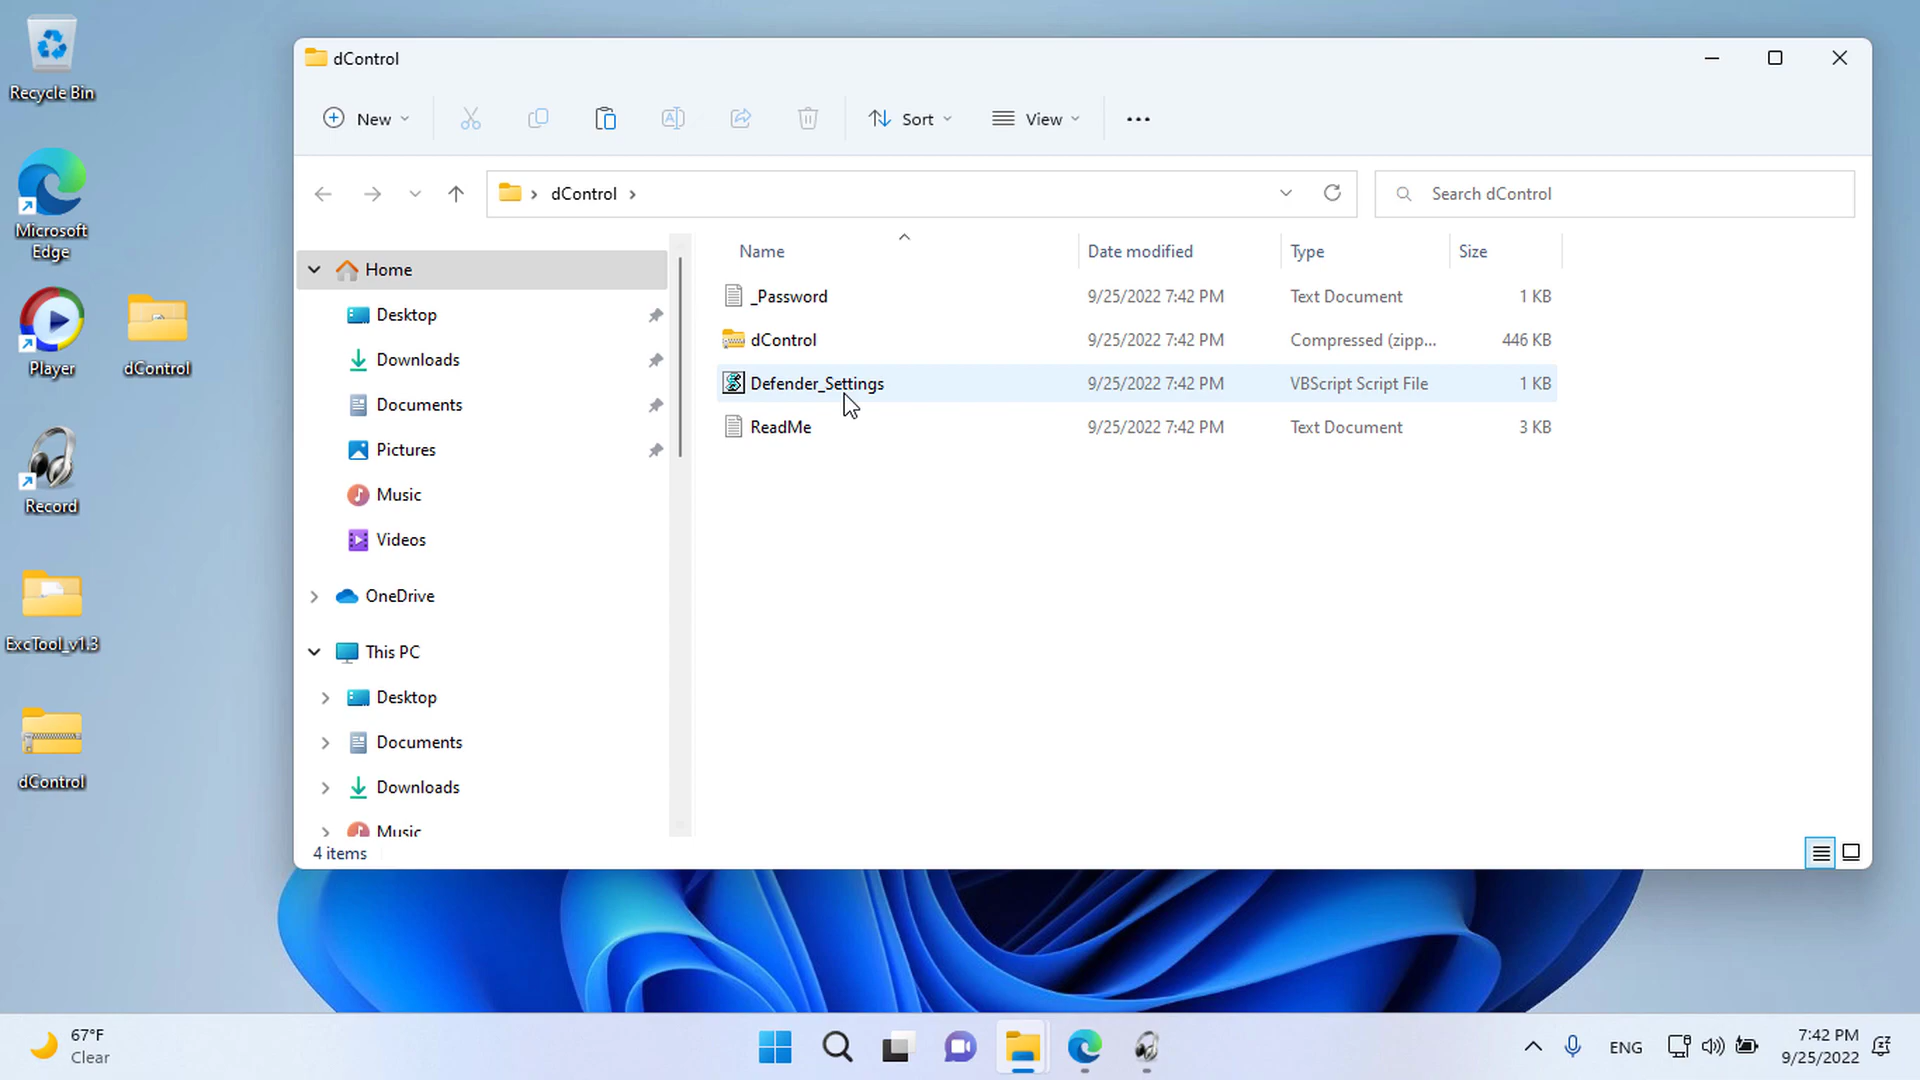 Recycle Bin
Microsoft
Edge
Player
dControl
Record
ExcTool_v1.3
dControl
dControl
New
Sort
View
dControl
Search dControl
Home
Desktop
Downloads
Documents
Pictures
Music
Videos
OneDrive
This PC
Desktop
Documents
Downloads
Music
Name Date modified Type Size
_Password 9/25/2022 7:42 PM Text Document 1 KB
dControl 9/25/2022 7:42 PM Compressed (zipp... 446 KB
Defender_Settings 9/25/2022 7:42 PM VBScript Script File 1 KB
ReadMe 9/25/2022 7:42 PM Text Document 3 KB
4 items
67°F
Clear
ENG
7:42 PM
9/25/2022